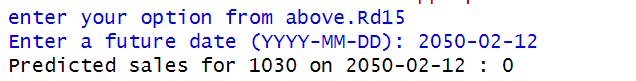 enter your option from above.Rd15
Enter a future date (YYYY-MM-DD): 2050-02-12
Predicted sales for 1030 on 2050-02-12 : 0